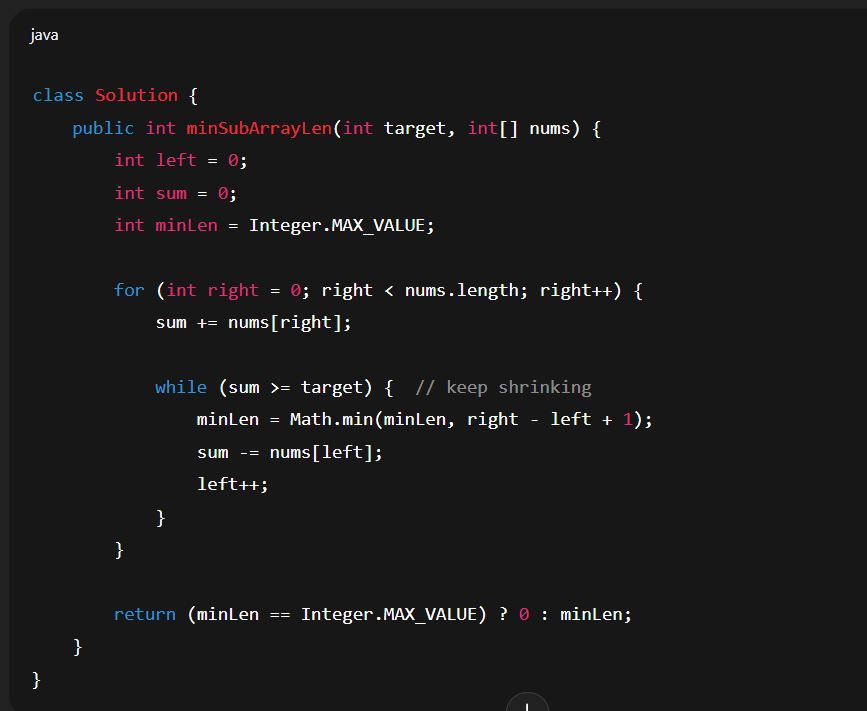 java
class Solution {
    public int minSubArrayLen(int target, int[] nums) {
        int left = 0;
        int sum = 0;
        int minLen = Integer.MAX_VALUE;

        for (int right = 0; right < nums.length; right++) {
            sum += nums[right];

            while (sum >= target) {  // keep shrinking
                minLen = Math.min(minLen, right - left + 1);
                sum -= nums[left];
                left++;
            }
        }

        return (minLen == Integer.MAX_VALUE) ? 0 : minLen;
    }
}